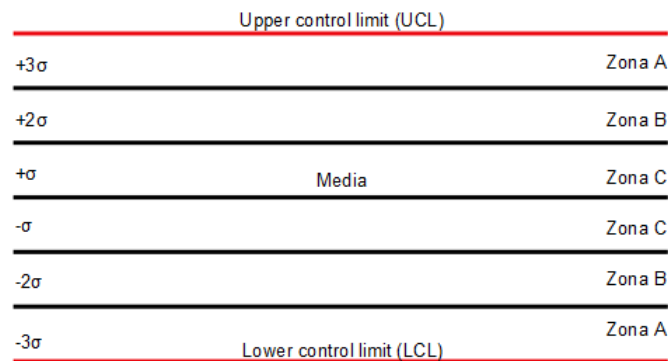 Upper control limit (UCL)
+3σ Zona A
+2σ Zona B
+σ Media Zona C
-σ Zona C
-2σ Zona B
-3σ Lower control limit (LCL) Zona A